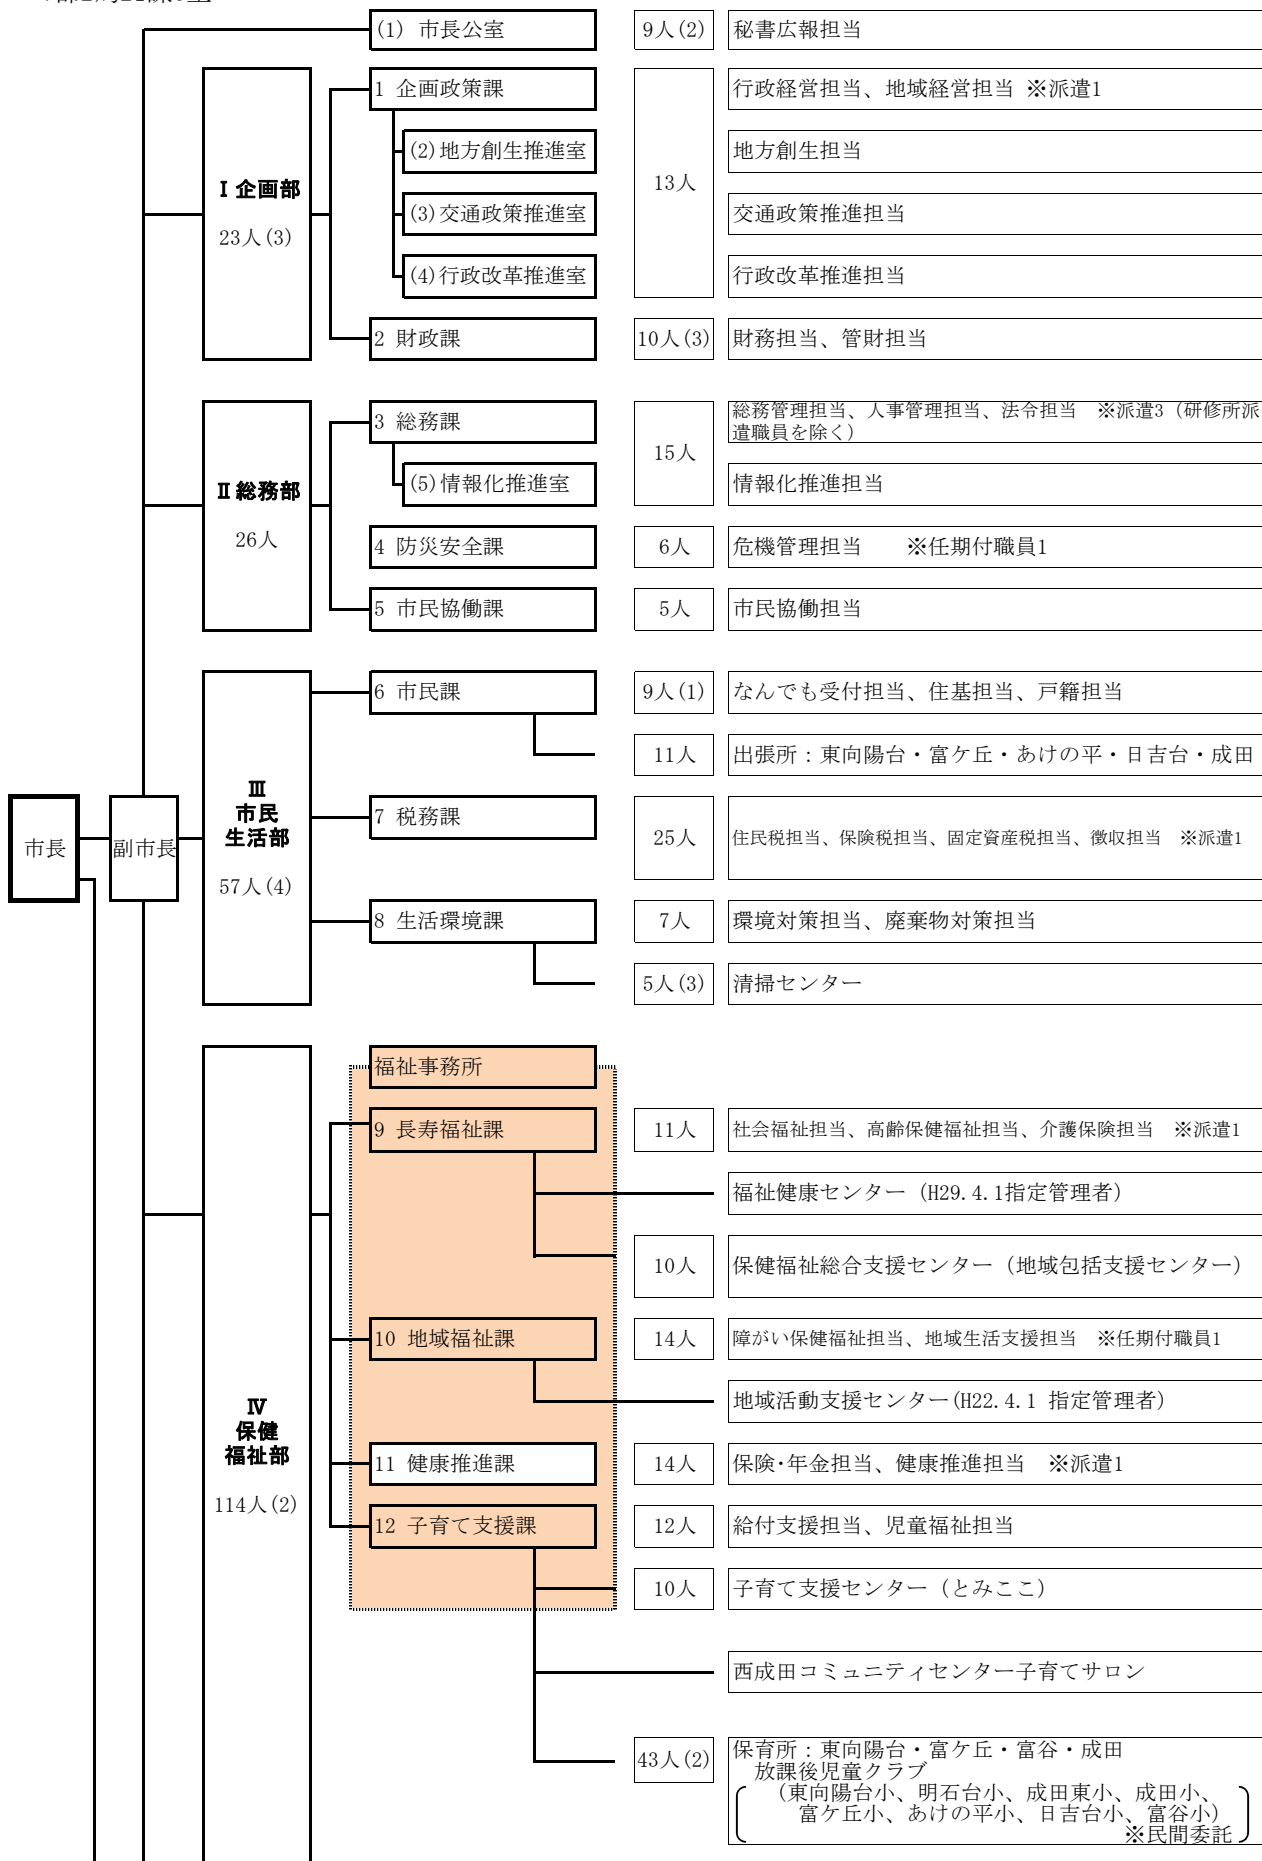 (1) 市長公室 9人(2) 秘書広報担当
1 企画政策課 行政経営担当、地域経営担当 ※派遣1
(2)地方創生推進室 地方創生担当
Ⅰ 企画部
23人(3)
13人
(3)交通政策推進室 交通政策推進担当
(4)行政改革推進室 行政改革推進担当
2 財政課 10人(3) 財務担当、管財担当
3 総務課 総務管理担当、人事管理担当、法令担当 ※派遣3（研修所派
遣職員を除く）
15人
Ⅱ 総務部
26人
(5)情報化推進室 情報化推進担当
4 防災安全課 6人 危機管理担当 ※任期付職員1
5 市民協働課 5人 市民協働担当
6 市民課 9人(1) なんでも受付担当、住基担当、戸籍担当
11人 出張所：東向陽台・富ケ丘・あけの平・日吉台・成田
市長
副市長
Ⅲ
市民
生活部
57人(4)
7 税務課 25人 住民税担当、保険税担当、固定資産税担当、徴収担当 ※派遣1
8 生活環境課 7人 環境対策担当、廃棄物対策担当
5人(3) 清掃センター
福祉事務所
9 長寿福祉課 11人 社会福祉担当、高齢保健福祉担当、介護保険担当 ※派遣1
福祉健康センター（H29.4.1指定管理者）
10人 保健福祉総合支援センター（地域包括支援センター）
10 地域福祉課 14人 障がい保健福祉担当、地域生活支援担当 ※任期付職員1
地域活動支援センター(H22.4.1 指定管理者)
Ⅳ
保健
福祉部
114人(2)
11 健康推進課 14人 保険･年金担当、健康推進担当 ※派遣1
12 子育て支援課 12人 給付支援担当、児童福祉担当
10人 子育て支援センター（とみここ）
西成田コミュニティセンター子育てサロン
43人(2) 保育所：東向陽台・富ケ丘・富谷・成田
放課後児童クラブ
（東向陽台小、明石台小、成田東小、成田小、
富ケ丘小、あけの平小、日吉台小、富谷小）
※民間委託